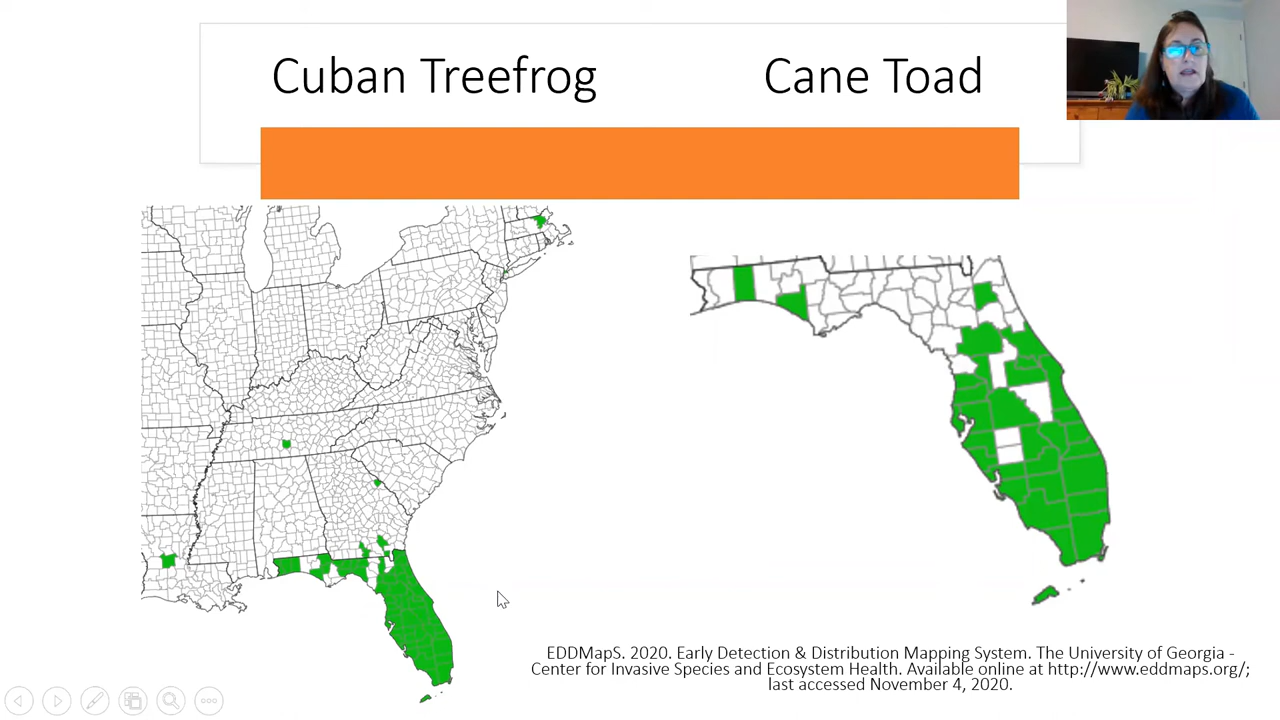 Cuban Treefrog
Cane Toad
EDDMapS. 2020. Early Detection & Distribution Mapping System. The University of Georgia -
Center for Invasive Species and Ecosystem Health. Available online at http://www.eddmaps.org/;
last accessed November 4, 2020.